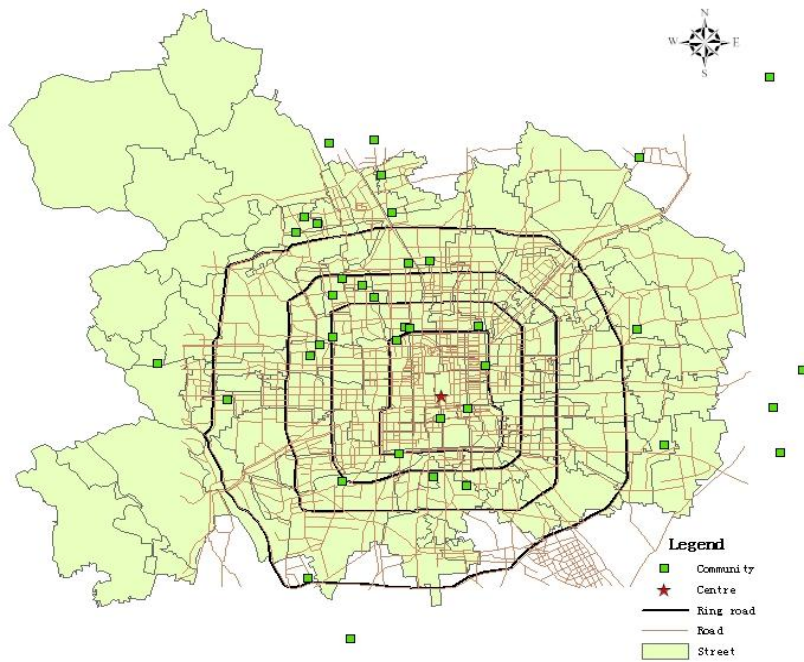 N
W E
S
Legend
Community
Centre
Ring road
Road
Street